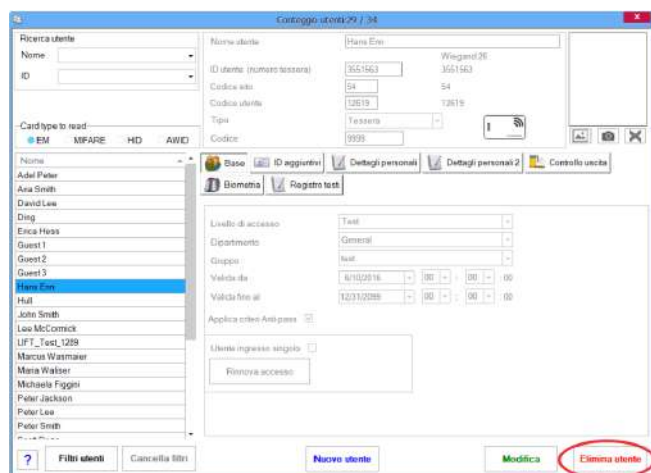 Conteggio utenti:29 / 34
Ricerca utente
Nome
ID
Card type to read
EM MIFARE HID AWID
Nome
Adel Peter
Ana Smith
David Lee
Ding
Erica Hess
Guest 1
Guest 2
Guest 3
Hans Enn
Hull
John Smith
Lee McCormick
LIFT_Test_1289
Marcus Wasmaier
Maria Waliser
Michaela Figgini
Peter Jackson
Peter Lee
Peter Smith
Nome utente Hans Enn
Wiegand 26
ID utente (numero tessera) 3551563 3551563
Codice sito 54 54
Codice utente 12619 12619
Tipo Tessera
Codice 9999
Base ID aggiuntivi Dettagli personali Dettagli personali 2 Controllo uscita
Biometria Registro testi
Livello di accesso Test
Dipartimento General
Gruppo test
Valida da 6/10/2016 00 : 00 : 00
Valida fino al 12/31/2099 00 : 00 : 00
Applica criteri Anti-pass
Utente ingresso singolo
Rinnova accesso
? Filtri utenti Cancella filtri Nuovo utente Modifica Elimina utente